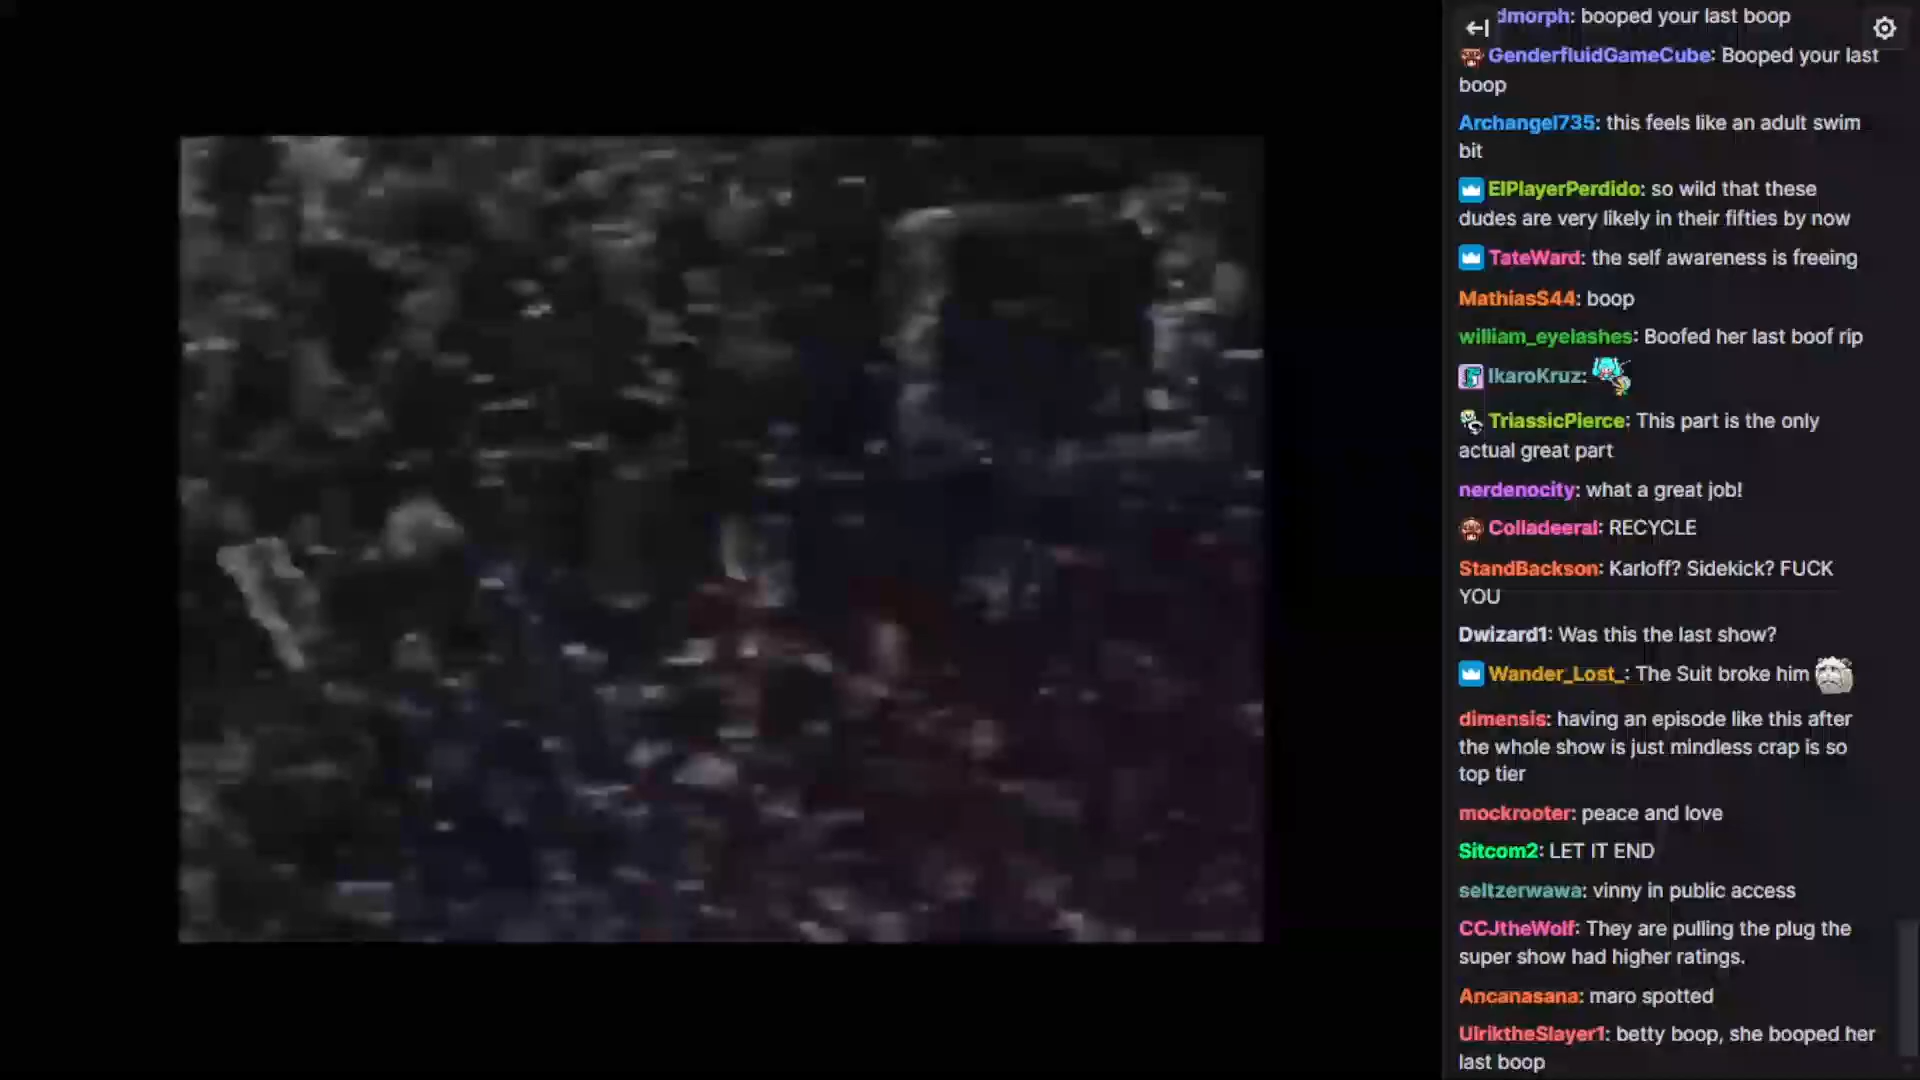 dmorph: booped your last boop
GenderfluidGameCube: Booped your last
boop
Archangel735: this feels like an adult swim
bit
ElPlayerPerdido: so wild that these
dudes are very likely in their fifties by now
TateWard: the self awareness is freeing
MathiasS44: boop
william_eyelashes: Boofed her last boof rip
IkaroKruz:
TriassicPierce: This part is the only
actual great part
nerdenocity: what a great job!
Colladeeral: RECYCLE
StandBackson: Karloff? Sidekick? FUCK
YOU
Dwizard1: Was this the last show?
Wander_Lost_: The Suit broke him
dimensis: having an episode like this after
the whole show is just mindless crap is so
top tier
mockrooter: peace and love
Sitcom2: LET IT END
seltzerwawa: vinny in public access
CCJtheWolf: They are pulling the plug the
super show had higher ratings.
Ancanasana: maro spotted
UlriktheSlayer1: betty boop, she booped her
last boop